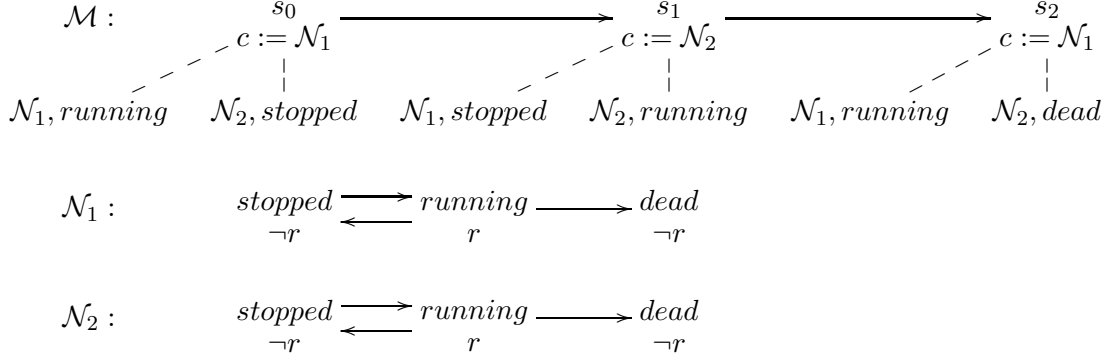 ℳ : s₀ s₁ s₂
c := 𝒩₁ c := 𝒩₂ c := 𝒩₁
𝒩₁, running 𝒩₂, stopped 𝒩₁, stopped 𝒩₂, running 𝒩₁, running 𝒩₂, dead
𝒩₁ : stopped running dead
¬r r ¬r
𝒩₂ : stopped running dead
¬r r ¬r